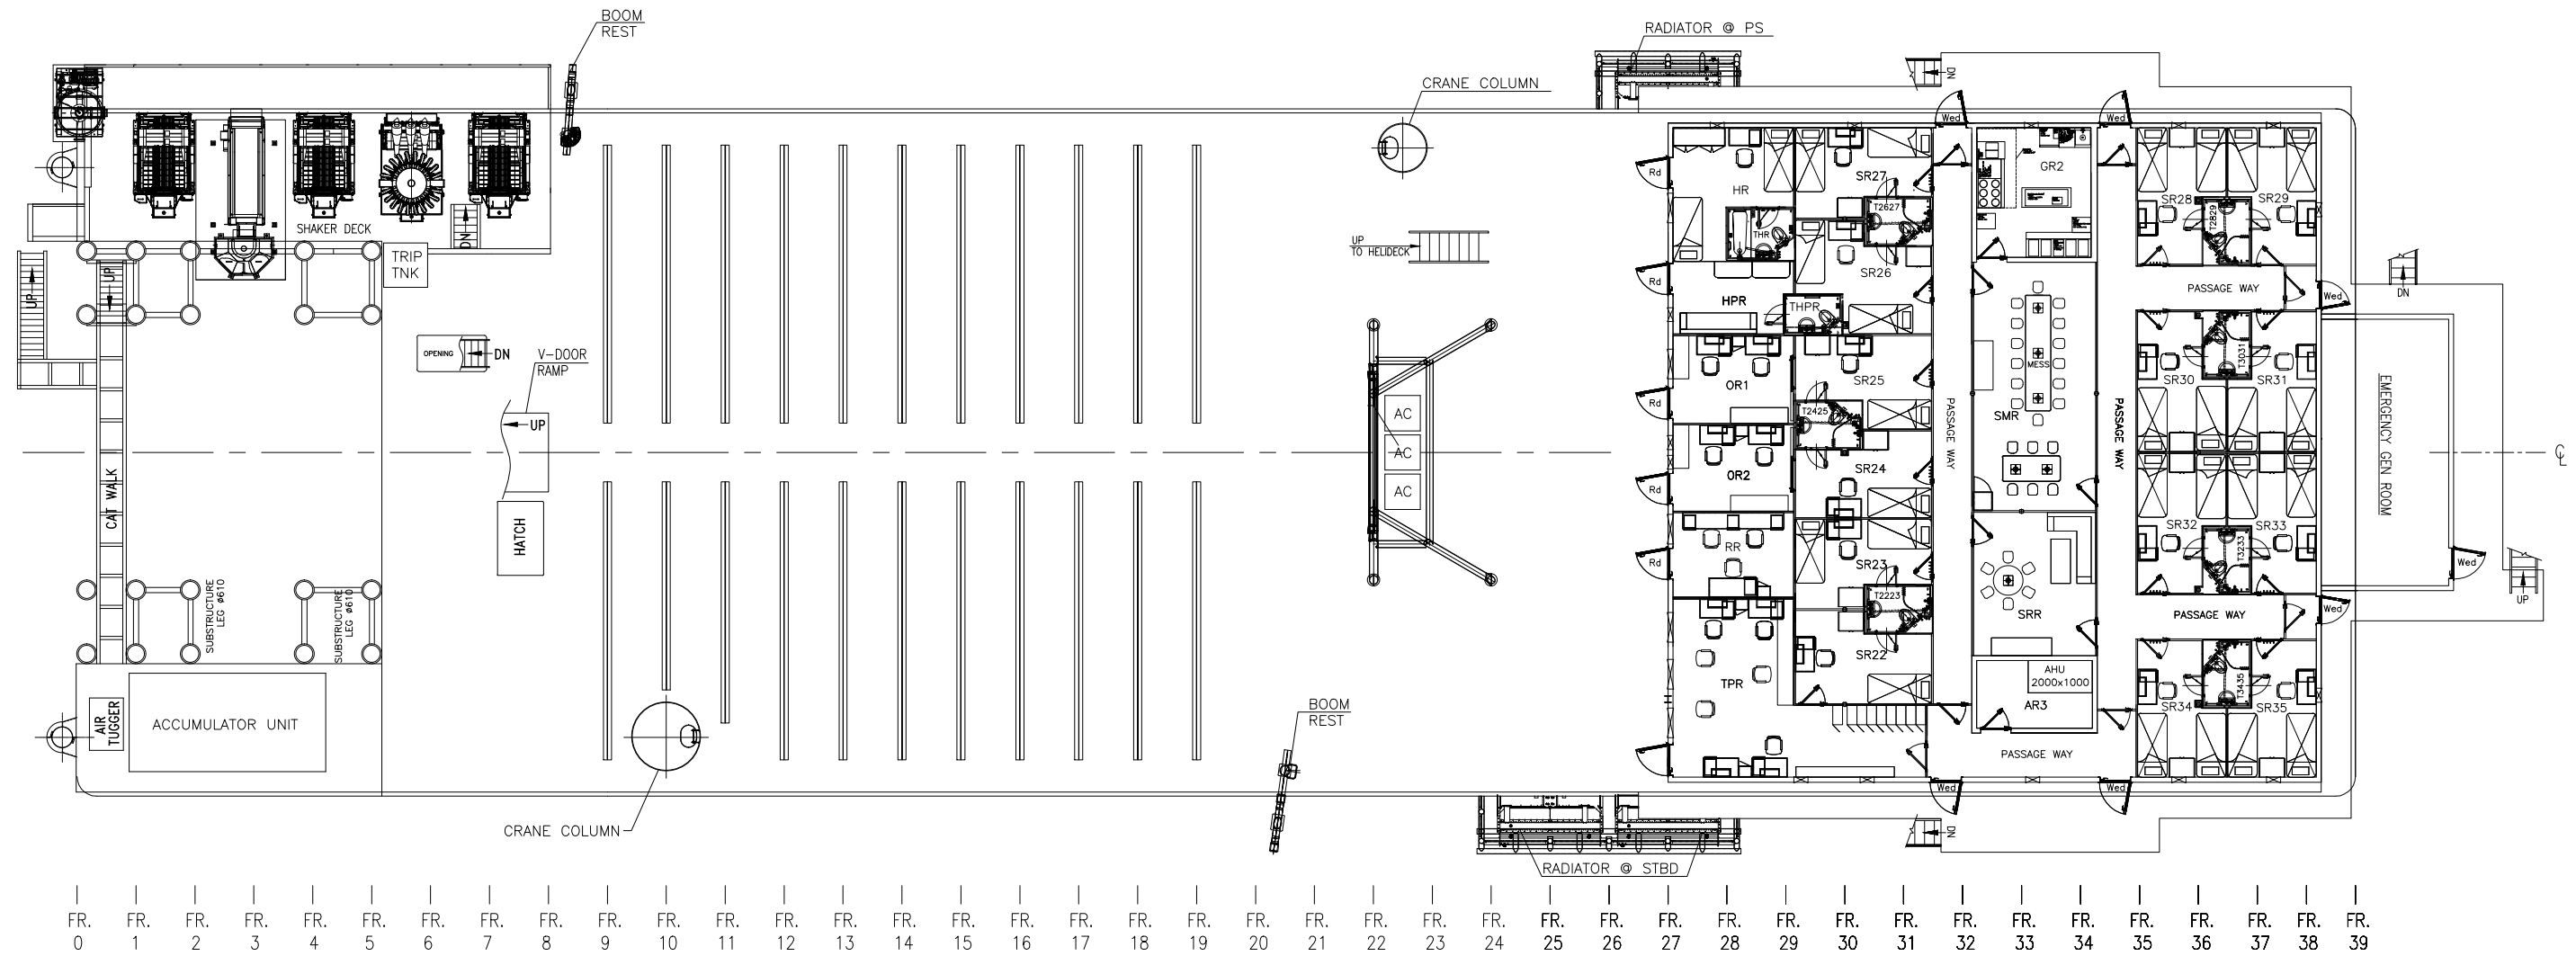 BOOM
REST
RADIATOR @ PS
CRANE COLUMN
DN
Wed
Wed
Rd
HR
SR27
T2627
GR2
SR28
T2829
SR29
SHAKER DECK
DN
TRIP
TNK
UP
UP
UP
TO HELIDECK
THR
SR26
Rd
HPR
THPR
PASSAGE WAY
Wed
DN
OPENING
DN
V-DOOR
RAMP
UP
OR1
SR25
T2425
Rd
MESS
SMR
SR30
T3031
SR31
EMERGENCY GEN ROOM
AC
AC
AC
PASSAGE WAY
PASSAGE WAY
CAT WALK
HATCH
OR2
SR24
Rd
SR32
T3233
SR33
℄
RR
SR23
T2223
Rd
SRR
Wed
UP
SUBSTRUCTURE
LEG Ø610
SUBSTRUCTURE
LEG Ø610
PASSAGE WAY
Wed
SR22
TPR
AHU
2000x1000
AR3
SR34
T3435
SR35
AIR
TUGGER
ACCUMULATOR UNIT
BOOM
REST
Rd
PASSAGE WAY
Wed
Wed
CRANE COLUMN
DN
RADIATOR @ STBD
FR. FR. FR. FR. FR. FR. FR. FR. FR. FR. FR. FR. FR. FR. FR. FR. FR. FR. FR. FR. FR. FR. FR. FR. FR. FR. FR. FR. FR. FR. FR. FR. FR. FR. FR. FR. FR. FR. FR. FR.
0 1 2 3 4 5 6 7 8 9 10 11 12 13 14 15 16 17 18 19 20 21 22 23 24 25 26 27 28 29 30 31 32 33 34 35 36 37 38 39